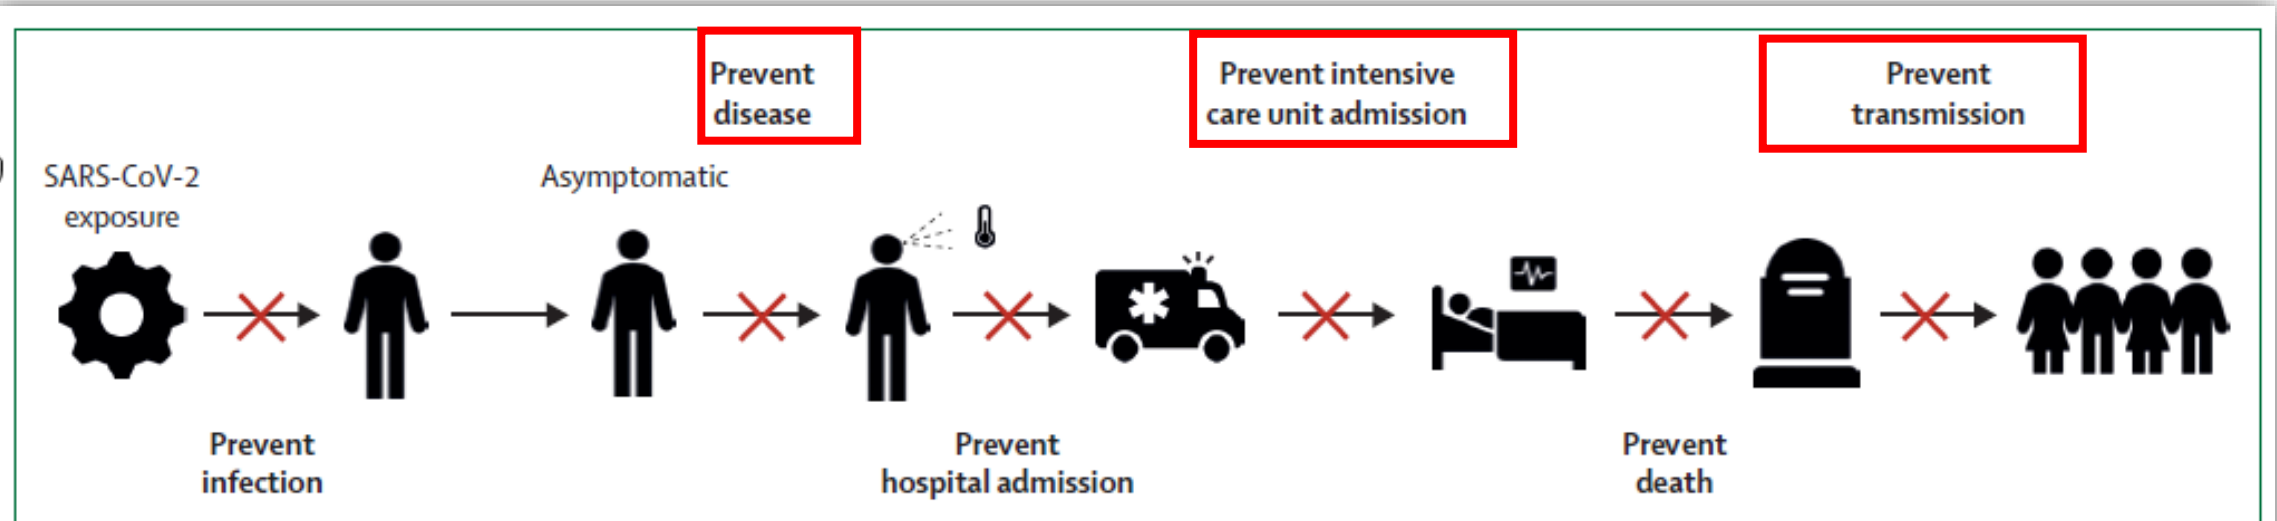 Prevent
disease
Prevent intensive
care unit admission
Prevent
transmission
SARS-CoV-2
exposure
Asymptomatic
Prevent
infection
Prevent
hospital admission
Prevent
death